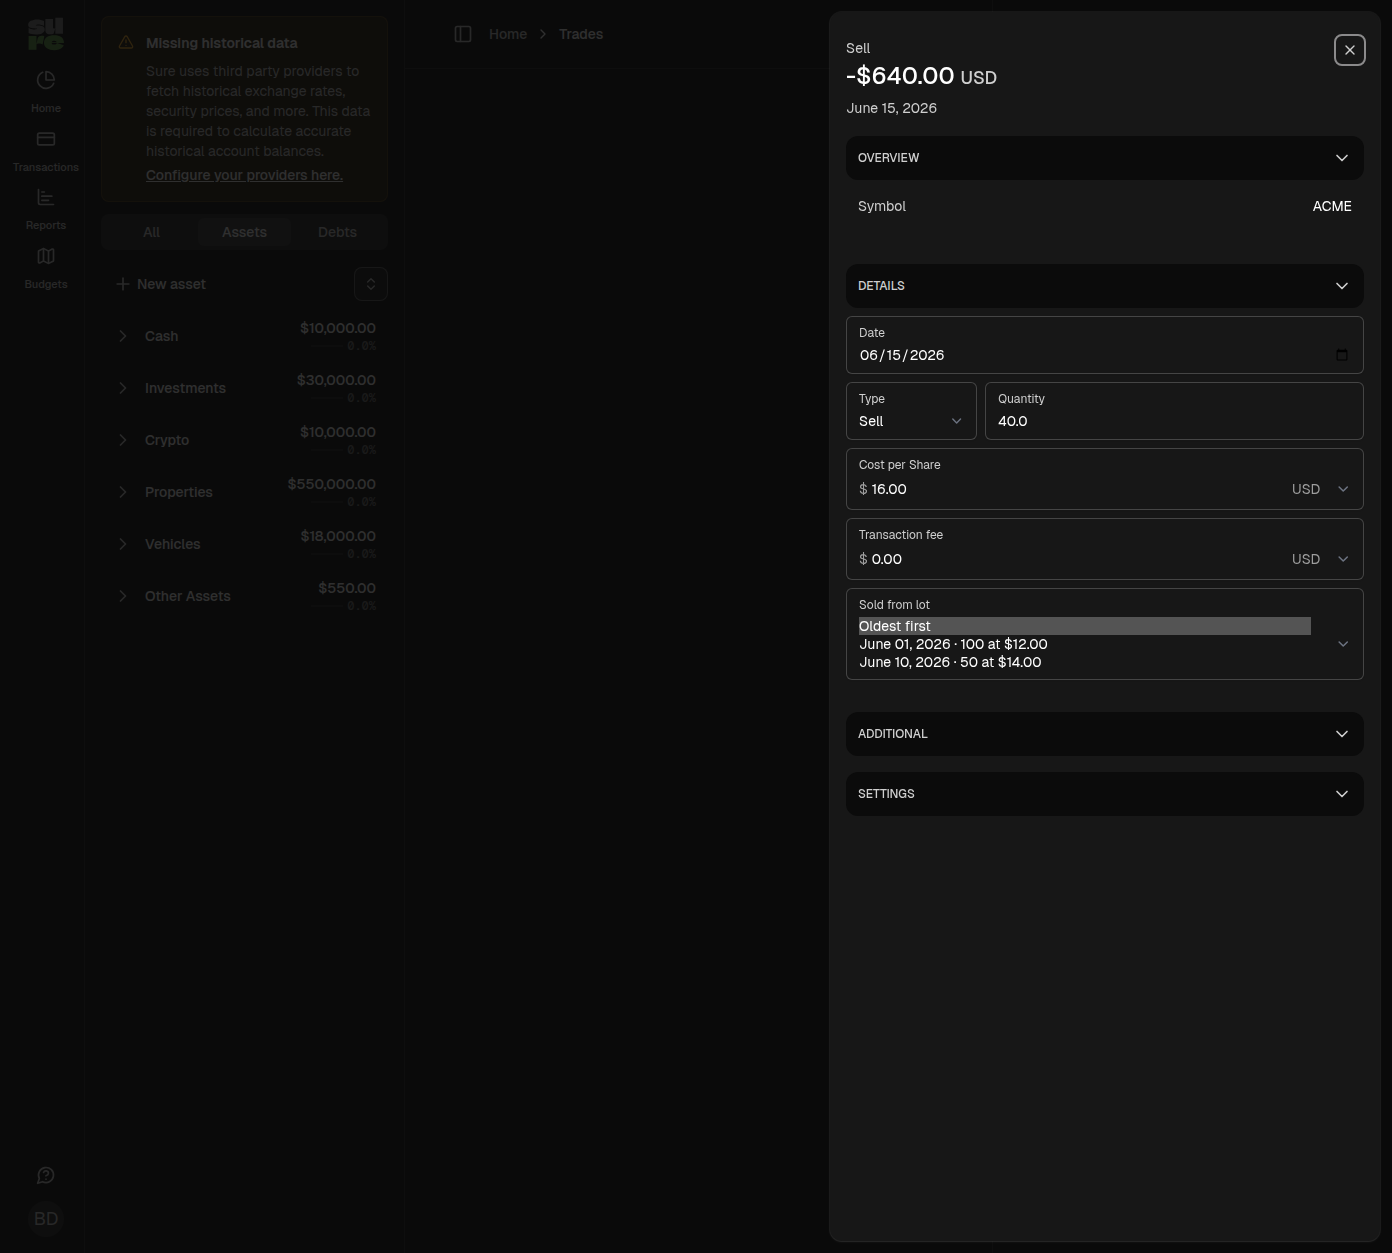 sure
Home
Transactions
Reports
Budgets
BD
Missing historical data
Sure uses third party providers to
fetch historical exchange rates,
security prices, and more. This data
is required to calculate accurate
historical account balances.
Configure your providers here.
All
Assets
Debts
New asset
Cash
$10,000.00
0.0%
Investments
$30,000.00
0.0%
Crypto
$10,000.00
0.0%
Properties
$550,000.00
0.0%
Vehicles
$18,000.00
0.0%
Other Assets
$550.00
0.0%
Home > Trades
Sell
-$640.00 USD
June 15, 2026
OVERVIEW
Symbol
ACME
DETAILS
Date
06/15/2026
Type
Sell
Quantity
40.0
Cost per Share
$ 16.00
USD
Transaction fee
$ 0.00
USD
Sold from lot
Oldest first
June 01, 2026 · 100 at $12.00
June 10, 2026 · 50 at $14.00
ADDITIONAL
SETTINGS